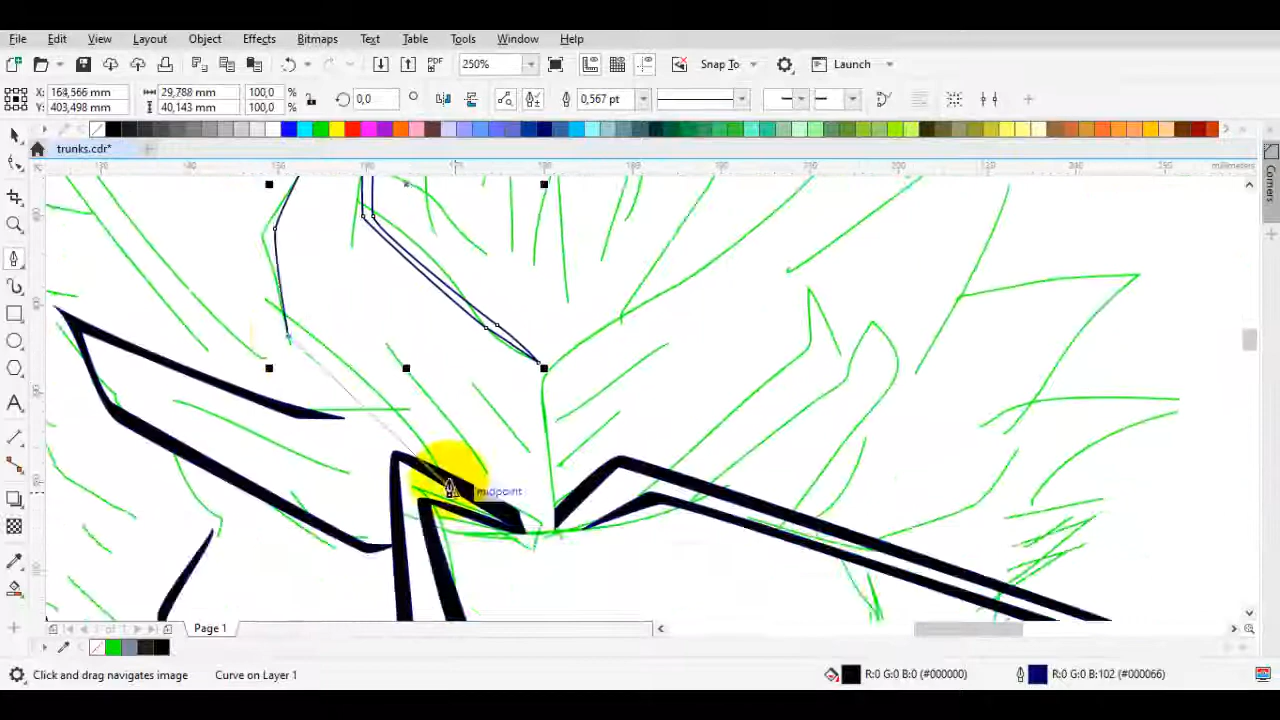 File Edit View Layout Object Effects Bitmaps Text Table Tools Window Help
PDF 250% Snap To Launch
X: 164,566 mm 29,788 mm 100,0 % 0,0 ° 0,567 pt
Y: 403,498 mm 40,143 mm 100,0 %
trunks.cdr*
millimeters
Corners
midpoint
Page 1
Click and drag navigates image Curve on Layer 1 R:0 G:0 B:0 (#000000) R:0 G:0 B:102 (#000066)